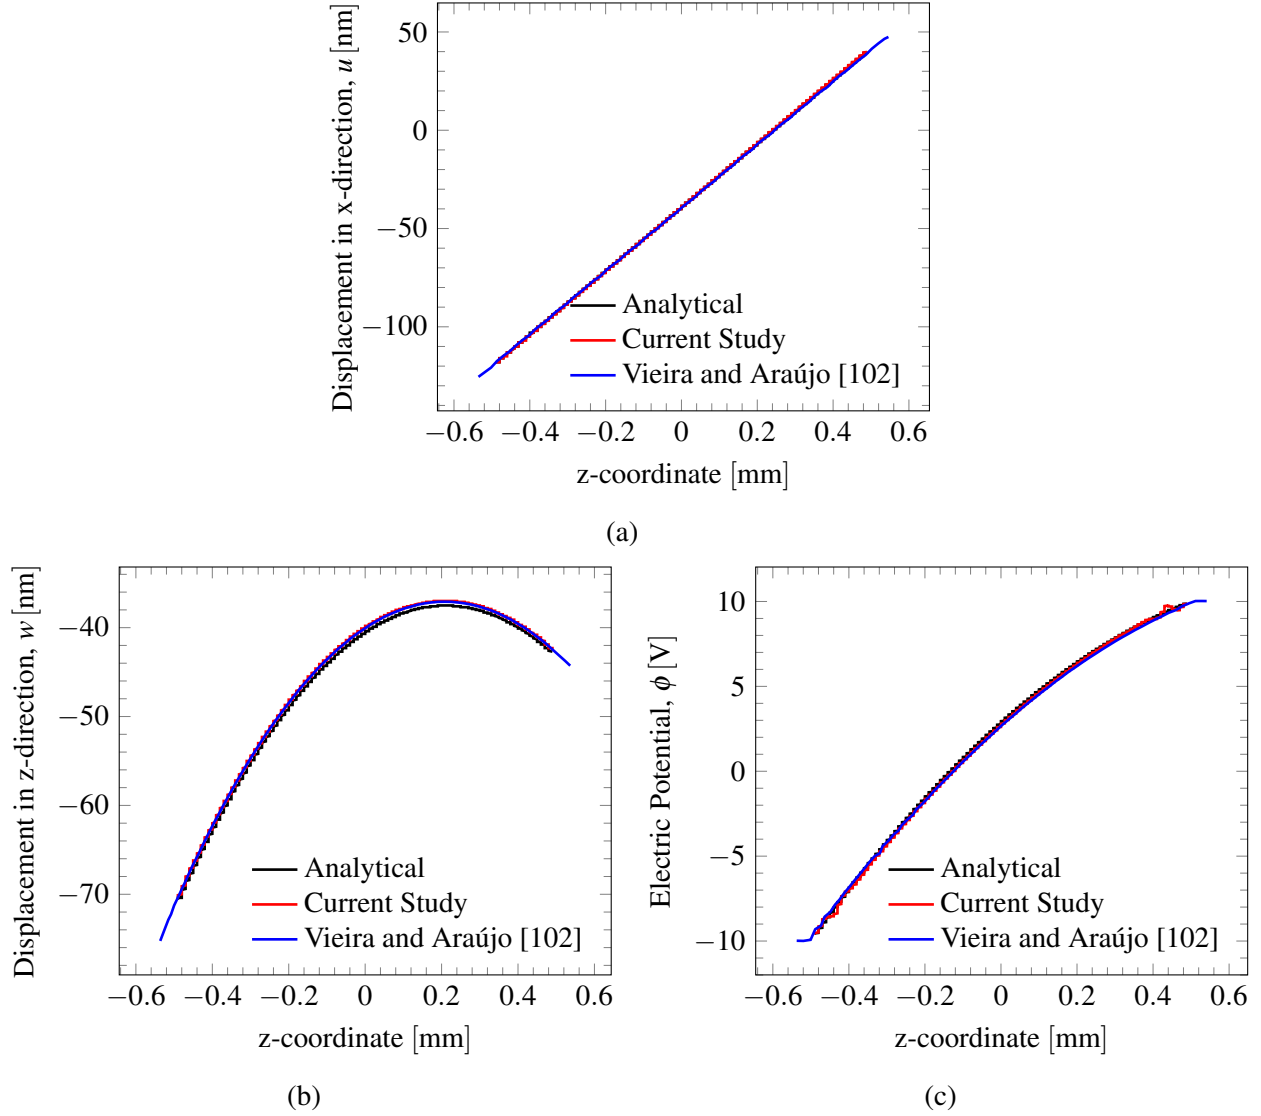 Displacement in x-direction, u [nm]
50
0
−50
−100
Analytical
Current Study
Vieira and Araújo [102]
−0.6 −0.4 −0.2 0 0.2 0.4 0.6
z-coordinate [mm]
(a)
Displacement in z-direction, w [nm]
−40
−50
−60
−70
Analytical
Current Study
Vieira and Araújo [102]
−0.6 −0.4 −0.2 0 0.2 0.4 0.6
z-coordinate [mm]
(b)
Electric Potential, ϕ [V]
10
5
0
−5
−10
Analytical
Current Study
Vieira and Araújo [102]
−0.6 −0.4 −0.2 0 0.2 0.4 0.6
z-coordinate [mm]
(c)